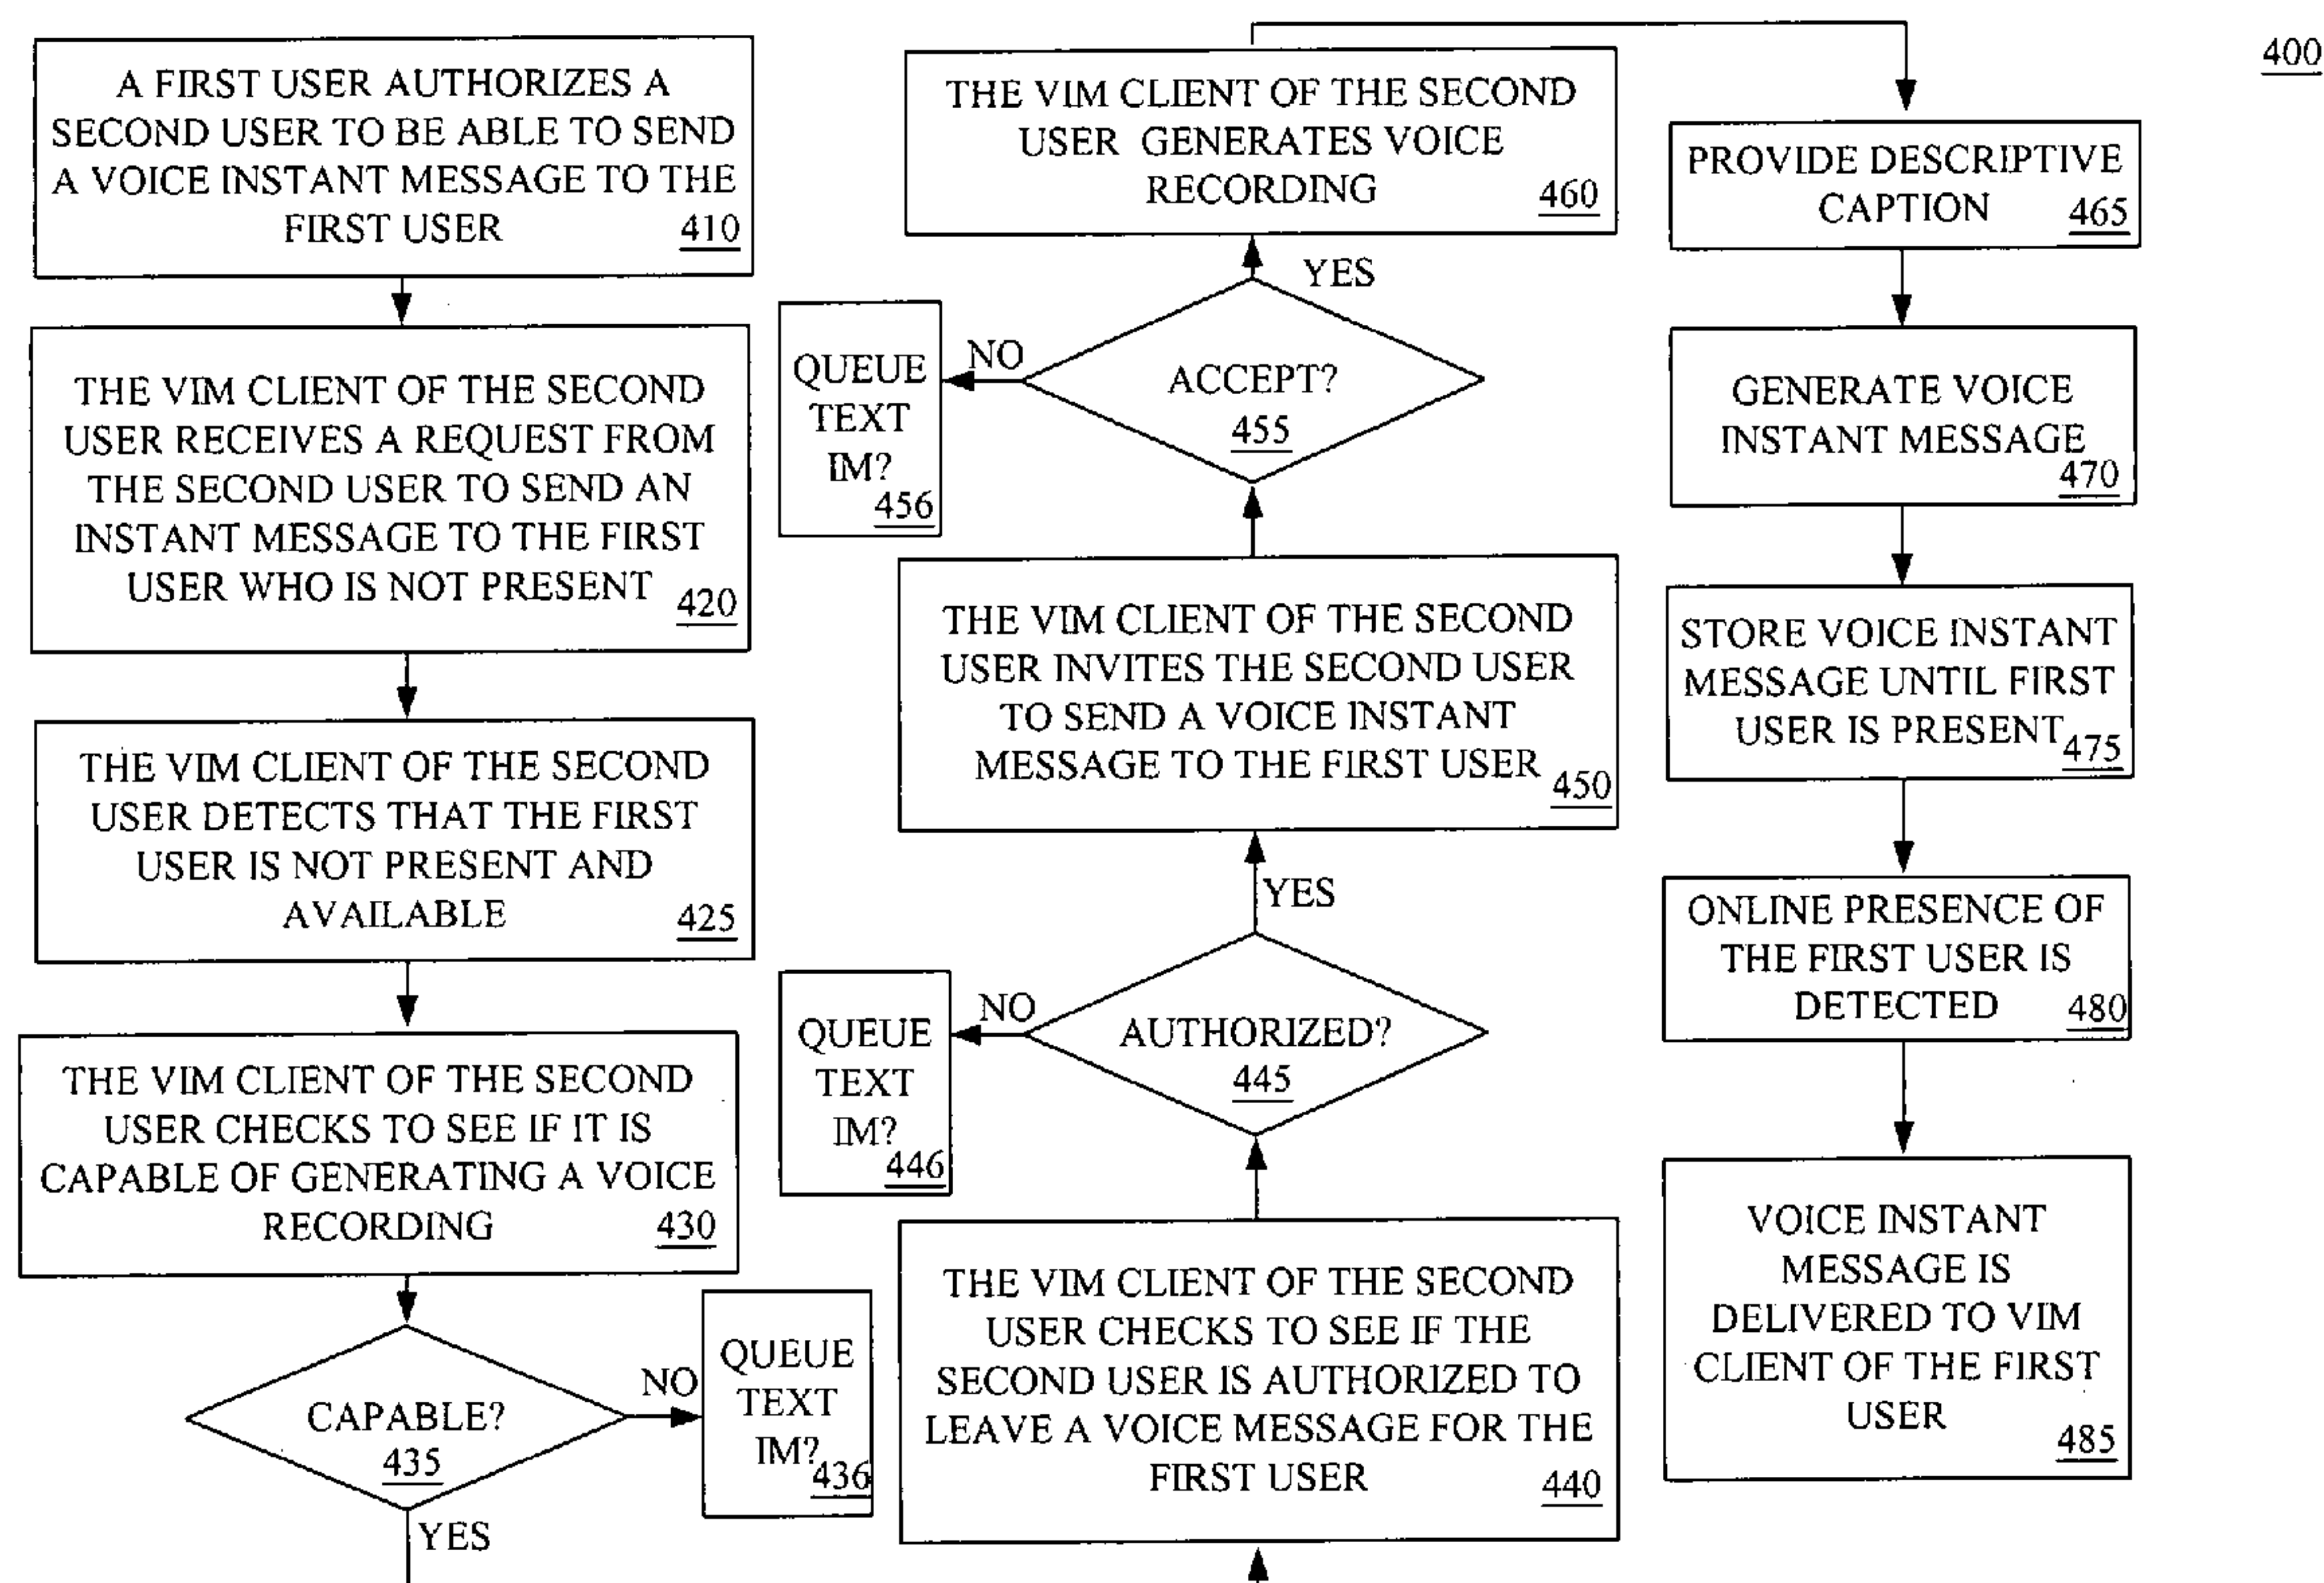 400
A FIRST USER AUTHORIZES A
SECOND USER TO BE ABLE TO SEND
A VOICE INSTANT MESSAGE TO THE
FIRST USER 410
THE VIM CLIENT OF THE SECOND
USER RECEIVES A REQUEST FROM
THE SECOND USER TO SEND AN
INSTANT MESSAGE TO THE FIRST
USER WHO IS NOT PRESENT 420
THE VIM CLIENT OF THE SECOND
USER DETECTS THAT THE FIRST
USER IS NOT PRESENT AND
AVAILABLE 425
THE VIM CLIENT OF THE SECOND
USER CHECKS TO SEE IF IT IS
CAPABLE OF GENERATING A VOICE
RECORDING 430
CAPABLE?
435
NO
QUEUE
TEXT
IM?
436
YES
THE VIM CLIENT OF THE SECOND
USER CHECKS TO SEE IF THE
SECOND USER IS AUTHORIZED TO
LEAVE A VOICE MESSAGE FOR THE
FIRST USER 440
AUTHORIZED?
445
NO
QUEUE
TEXT
IM?
446
YES
THE VIM CLIENT OF THE SECOND
USER INVITES THE SECOND USER
TO SEND A VOICE INSTANT
MESSAGE TO THE FIRST USER 450
ACCEPT?
455
NO
QUEUE
TEXT
IM?
456
YES
THE VIM CLIENT OF THE SECOND
USER GENERATES VOICE
RECORDING 460
PROVIDE DESCRIPTIVE
CAPTION 465
GENERATE VOICE
INSTANT MESSAGE
470
STORE VOICE INSTANT
MESSAGE UNTIL FIRST
USER IS PRESENT 475
ONLINE PRESENCE OF
THE FIRST USER IS
DETECTED 480
VOICE INSTANT
MESSAGE IS
DELIVERED TO VIM
CLIENT OF THE FIRST
USER 485